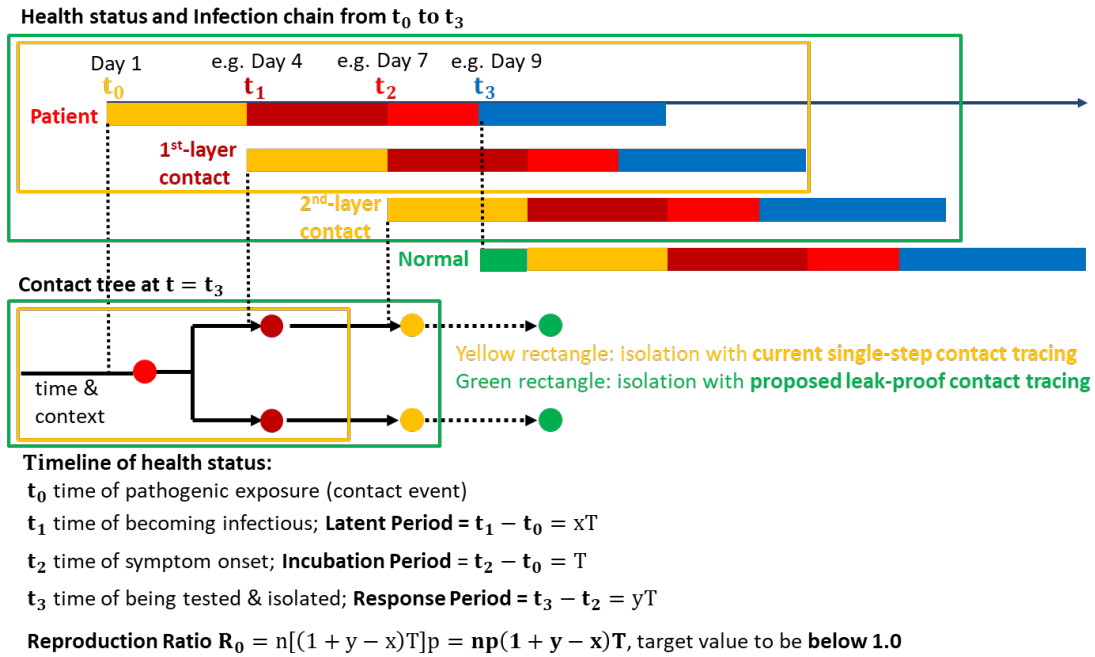 Health status and Infection chain from t₀ to t₃
Day 1 e.g. Day 4 e.g. Day 7 e.g. Day 9
t₀ t₁ t₂ t₃
Patient
1st-layer
contact
2nd-layer
contact
Normal
Contact tree at t = t₃
time &
context
Yellow rectangle: isolation with current single-step contact tracing
Green rectangle: isolation with proposed leak-proof contact tracing
Timeline of health status:
t₀ time of pathogenic exposure (contact event)
t₁ time of becoming infectious; Latent Period = t₁ − t₀ = xT
t₂ time of symptom onset; Incubation Period = t₂ − t₀ = T
t₃ time of being tested & isolated; Response Period = t₃ − t₂ = yT
Reproduction Ratio R₀ = n[(1 + y − x)T]p = np(1 + y − x)T, target value to be below 1.0